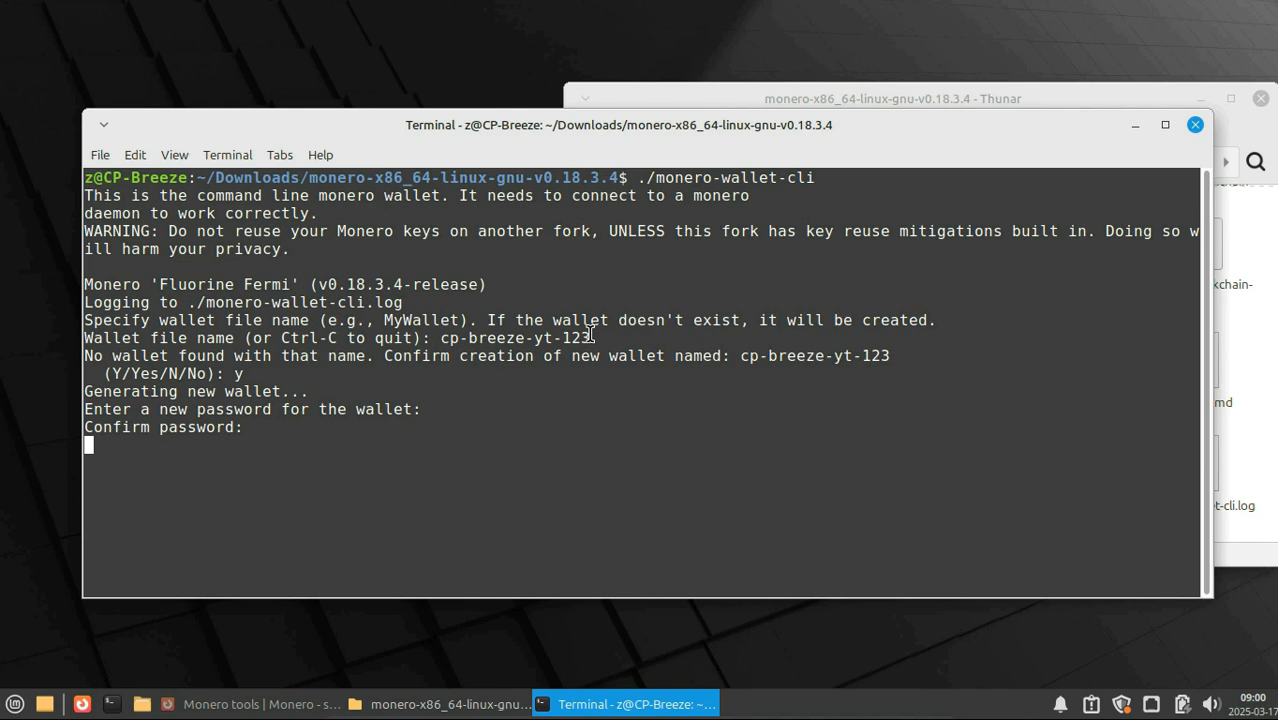 monero-x86_64-linux-gnu-v0.18.3.4 - Thunar
Terminal - z@CP-Breeze: ~/Downloads/monero-x86_64-linux-gnu-v0.18.3.4
File Edit View Terminal Tabs Help
z@CP-Breeze:~/Downloads/monero-x86_64-linux-gnu-v0.18.3.4$ ./monero-wallet-cli
This is the command line monero wallet. It needs to connect to a monero
daemon to work correctly.
WARNING: Do not reuse your Monero keys on another fork, UNLESS this fork has key reuse mitigations built in. Doing so w
ill harm your privacy.
Monero 'Fluorine Fermi' (v0.18.3.4-release)
Logging to ./monero-wallet-cli.log
Specify wallet file name (e.g., MyWallet). If the wallet doesn't exist, it will be created.
Wallet file name (or Ctrl-C to quit): cp-breeze-yt-123
No wallet found with that name. Confirm creation of new wallet named: cp-breeze-yt-123
(Y/Yes/N/No): y
Generating new wallet...
Enter a new password for the wallet:
Confirm password:
kchain-
md
t-cli.log
Monero tools | Monero - s...
monero-x86_64-linux-gnu...
Terminal - z@CP-Breeze: ~...
09:00
2025-03-17